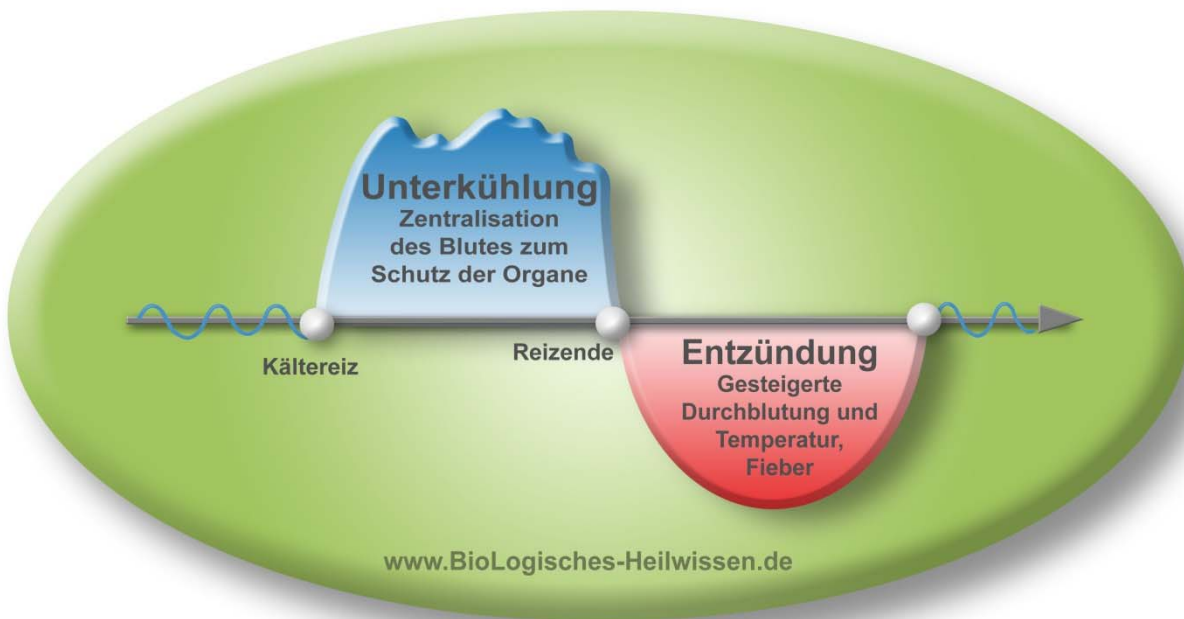 Unterkühlung
Zentralisation
des Blutes zum
Schutz der Organe
Kältereiz
Reizende
Entzündung
Gesteigerte
Durchblutung und
Temperatur,
Fieber
www.BioLogisches-Heilwissen.de